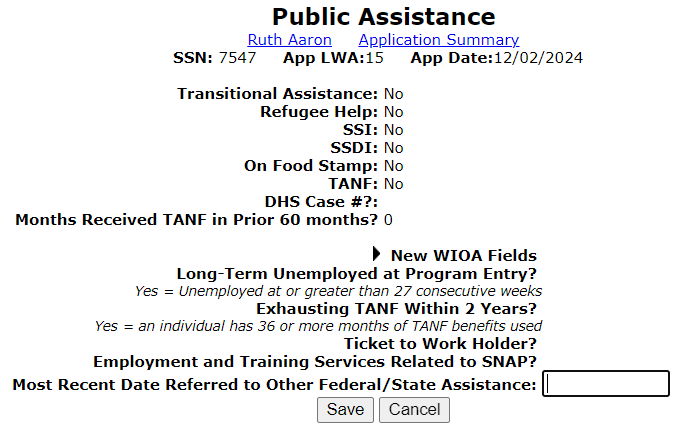 Public Assistance
Ruth Aaron Application Summary
SSN: 7547 App LWA:15 App Date:12/02/2024
Transitional Assistance: No
Refugee Help: No
SSI: No
SSDI: No
On Food Stamp: No
TANF: No
DHS Case #?:
Months Received TANF in Prior 60 months? 0
New WIOA Fields
Long-Term Unemployed at Program Entry?
Yes = Unemployed at or greater than 27 consecutive weeks
Exhausting TANF Within 2 Years?
Yes = an individual has 36 or more months of TANF benefits used
Ticket to Work Holder?
Employment and Training Services Related to SNAP?
Most Recent Date Referred to Other Federal/State Assistance:
Save Cancel